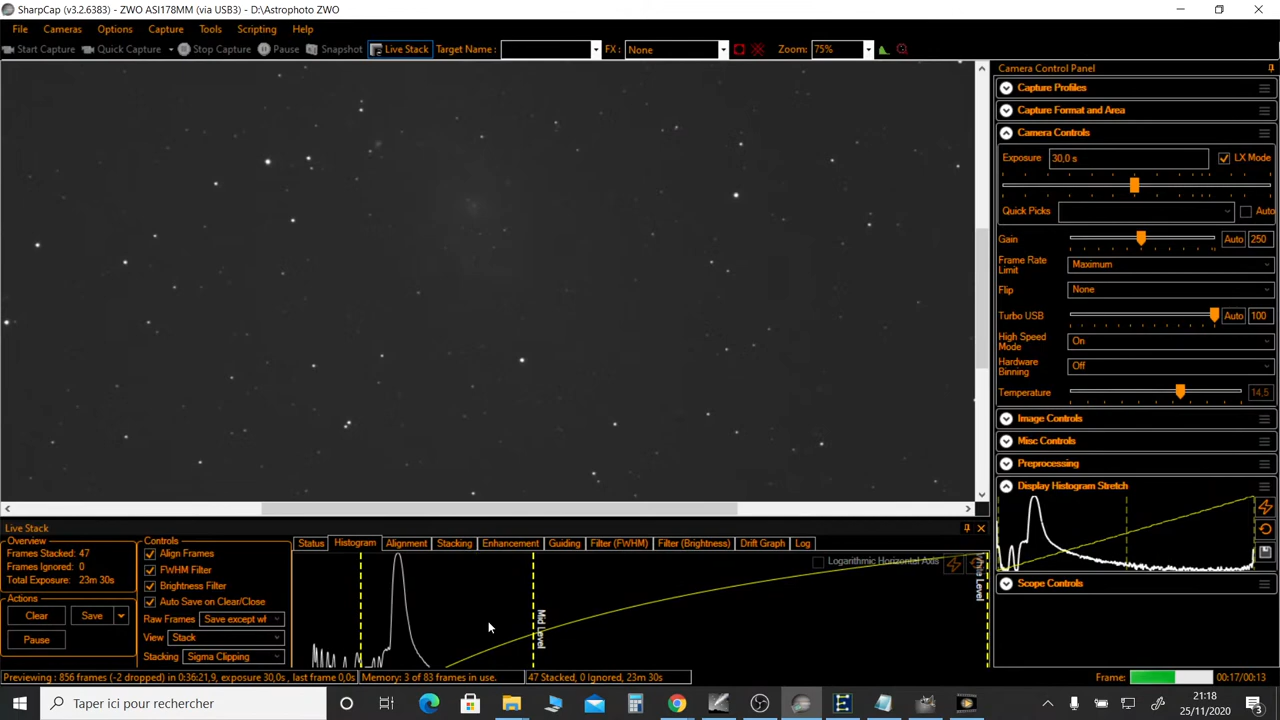 SharpCap (v3.2.6383) - ZWO ASI178MM (via USB3) - D:\Astrophoto ZWO
File Cameras Options Capture Tools Scripting Help
Start Capture Quick Capture Stop Capture Pause Snapshot Live Stack Target Name : FX : None Zoom: 75%
Camera Control Panel
Capture Profiles
Capture Format and Area
Camera Controls
Exposure 30,0 s LX Mode
Quick Picks Auto
Gain Auto 250
Frame Rate Limit Maximum
Flip None
Turbo USB Auto 100
High Speed Mode On
Hardware Binning Off
Temperature 14,5
Image Controls
Misc Controls
Preprocessing
Display Histogram Stretch
Scope Controls
Live Stack
Overview
Frames Stacked: 47
Frames Ignored: 0
Total Exposure: 23m 30s
Actions
Clear Save
Pause
Controls
Align Frames
FWHM Filter
Brightness Filter
Auto Save on Clear/Close
Raw Frames Save except wh
View Stack
Stacking Sigma Clipping
Status Histogram Alignment Stacking Enhancement Guiding Filter (FWHM) Filter (Brightness) Drift Graph Log
Logarithmic Horizontal Axis
Mid Level
White Level
Previewing : 856 frames (-2 dropped) in 0:36:21,9, exposure 30,0s , last frame 0,0s Memory: 3 of 83 frames in use. 47 Stacked, 0 Ignored, 23m 30s Frame: 00:17/00:13
Taper ici pour rechercher
21:18
25/11/2020
3